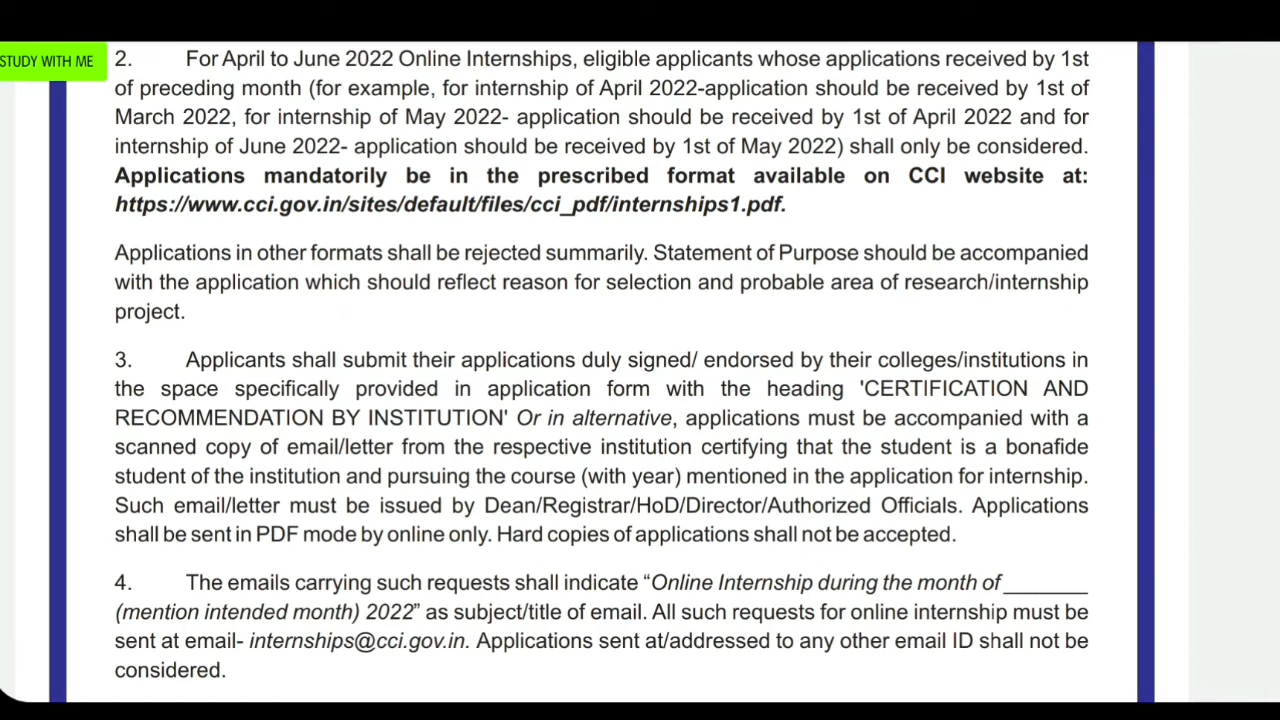 STUDY WITH ME
2. For April to June 2022 Online Internships, eligible applicants whose applications received by 1st
of preceding month (for example, for internship of April 2022-application should be received by 1st of
March 2022, for internship of May 2022- application should be received by 1st of April 2022 and for
internship of June 2022- application should be received by 1st of May 2022) shall only be considered.
Applications mandatorily be in the prescribed format available on CCI website at:
https://www.cci.gov.in/sites/default/files/cci_pdf/internships1.pdf.
Applications in other formats shall be rejected summarily. Statement of Purpose should be accompanied
with the application which should reflect reason for selection and probable area of research/internship
project.
3. Applicants shall submit their applications duly signed/ endorsed by their colleges/institutions in
the space specifically provided in application form with the heading 'CERTIFICATION AND
RECOMMENDATION BY INSTITUTION' Or in alternative, applications must be accompanied with a
scanned copy of email/letter from the respective institution certifying that the student is a bonafide
student of the institution and pursuing the course (with year) mentioned in the application for internship.
Such email/letter must be issued by Dean/Registrar/HoD/Director/Authorized Officials. Applications
shall be sent in PDF mode by online only. Hard copies of applications shall not be accepted.
4. The emails carrying such requests shall indicate “Online Internship during the month of _______
(mention intended month) 2022” as subject/title of email. All such requests for online internship must be
sent at email- internships@cci.gov.in. Applications sent at/addressed to any other email ID shall not be
considered.